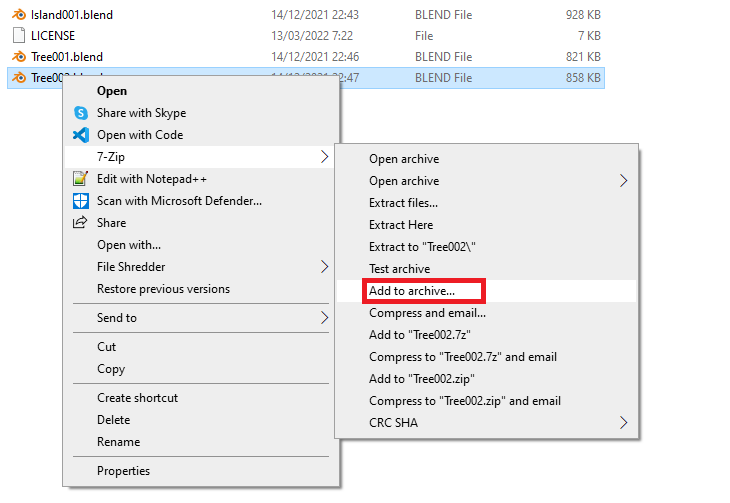 Island001.blend 14/12/2021 22:43 BLEND File 928 KB
LICENSE 13/03/2022 7:22 File 7 KB
Tree001.blend 14/12/2021 22:46 BLEND File 821 KB
BLEND File 858 KB
Open
Share with Skype
Open with Code
7-Zip
Edit with Notepad++
Scan with Microsoft Defender...
Share
Open with...
File Shredder
Restore previous versions
Send to
Cut
Copy
Create shortcut
Delete
Rename
Properties
Open archive
Open archive
Extract files...
Extract Here
Extract to "Tree002\"
Test archive
Add to archive...
Compress and email...
Add to "Tree002.7z"
Compress to "Tree002.7z" and email
Add to "Tree002.zip"
Compress to "Tree002.zip" and email
CRC SHA